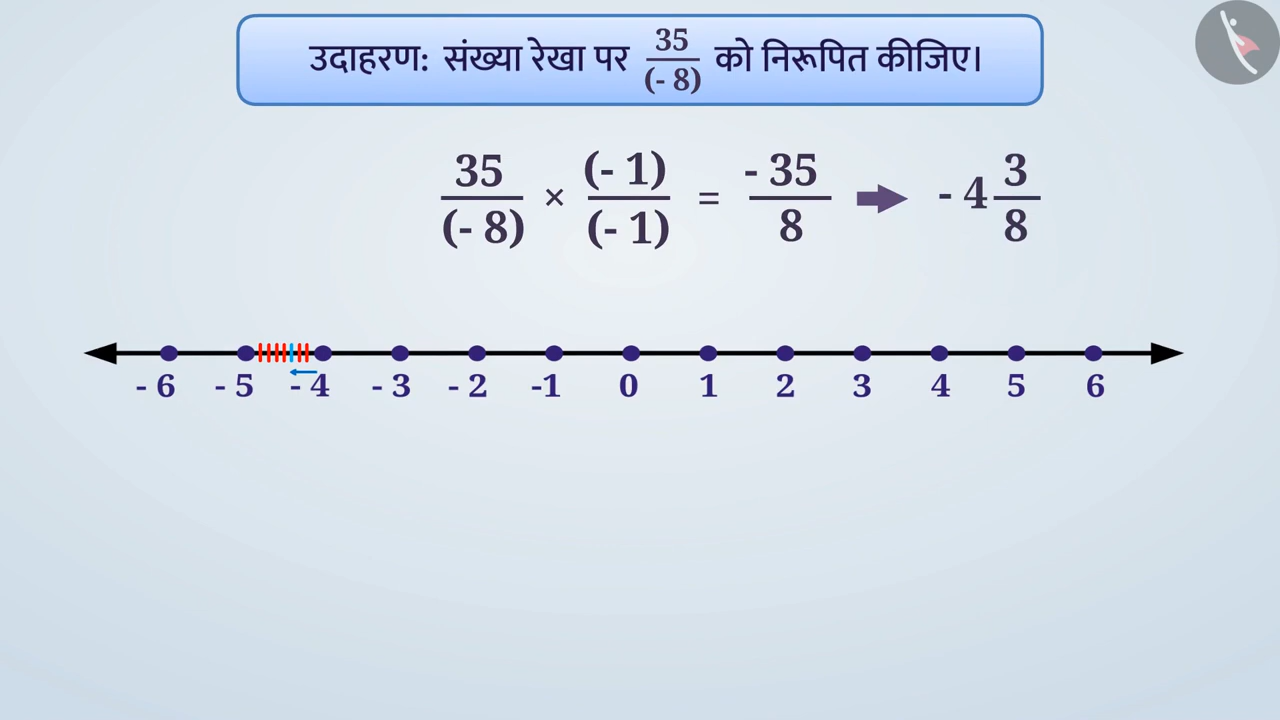 उदाहरण: संख्या रेखा पर 35/(- 8) को निरूपित कीजिए।
35/(- 8) × (- 1)/(- 1) = - 35/8 ➡ - 4 3/8
- 6 - 5 - 4 - 3 - 2 -1 0 1 2 3 4 5 6